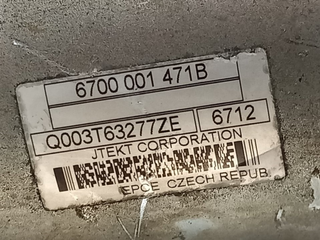 6700 001 471B
Q003T63277ZE 6712
JTEKT CORPORATION
EPCE CZECH REPUB.